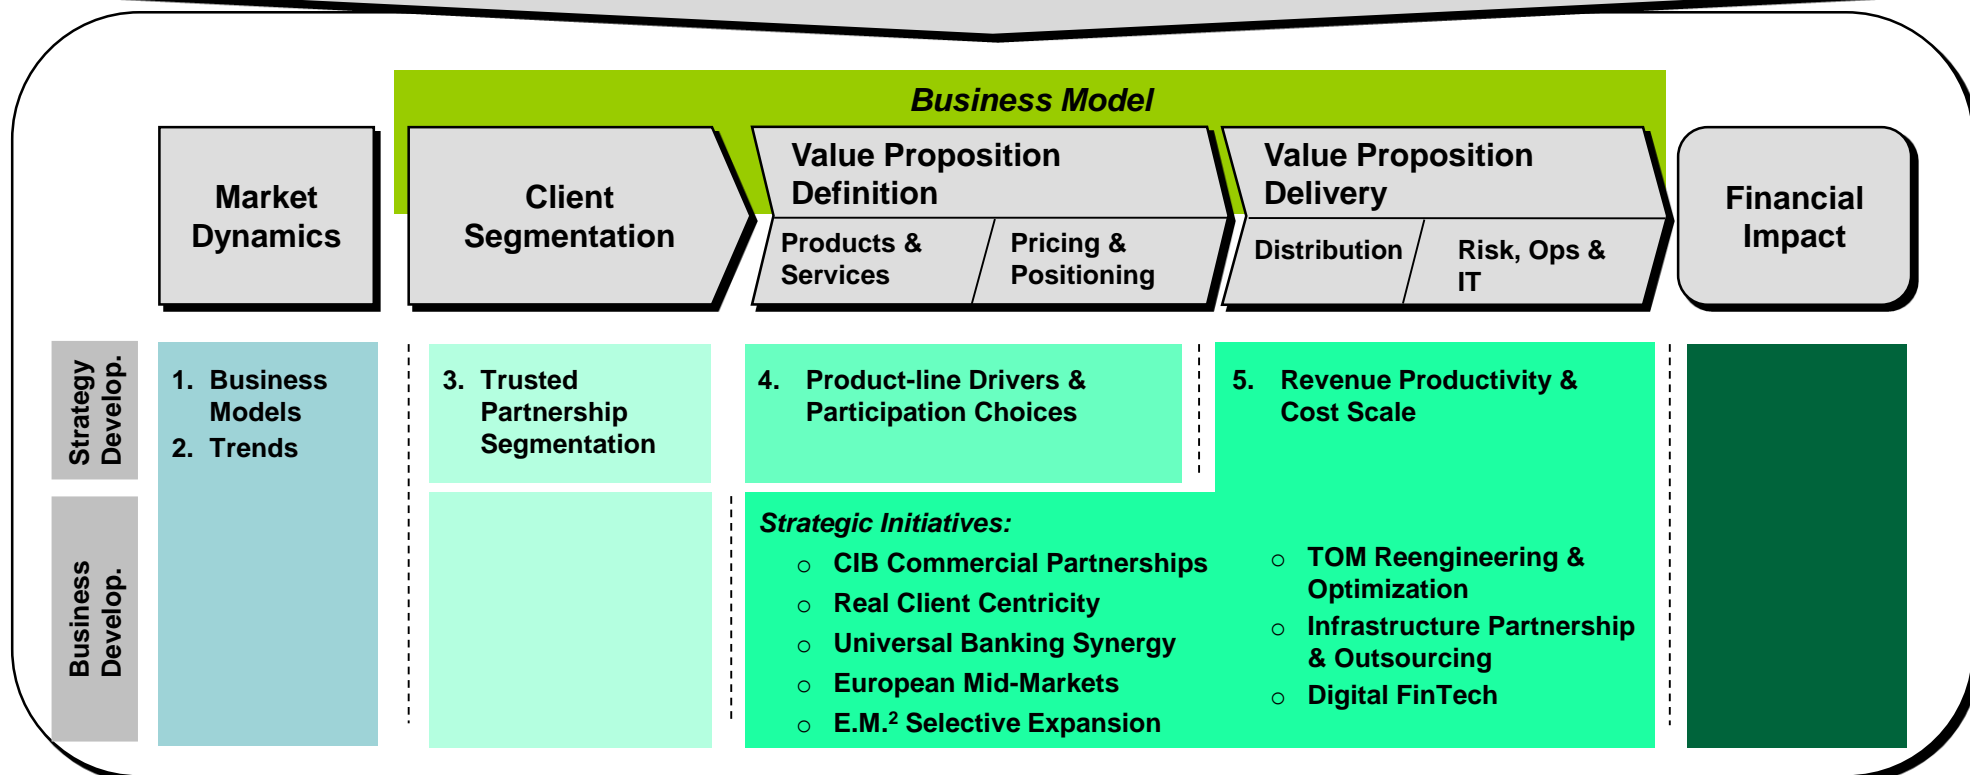 Business Model
Market
Dynamics
Client
Segmentation
Value Proposition
Definition
Products &
Services
Pricing &
Positioning
Value Proposition
Delivery
Distribution
Risk, Ops &
IT
Financial
Impact
Strategy
Develop.
1. Business
Models
2. Trends
3. Trusted
Partnership
Segmentation
4. Product-line Drivers &
Participation Choices
5. Revenue Productivity &
Cost Scale
Business
Develop.
Strategic Initiatives:
o CIB Commercial Partnerships
o Real Client Centricity
o Universal Banking Synergy
o European Mid-Markets
o E.M.² Selective Expansion
o TOM Reengineering &
Optimization
o Infrastructure Partnership
& Outsourcing
o Digital FinTech